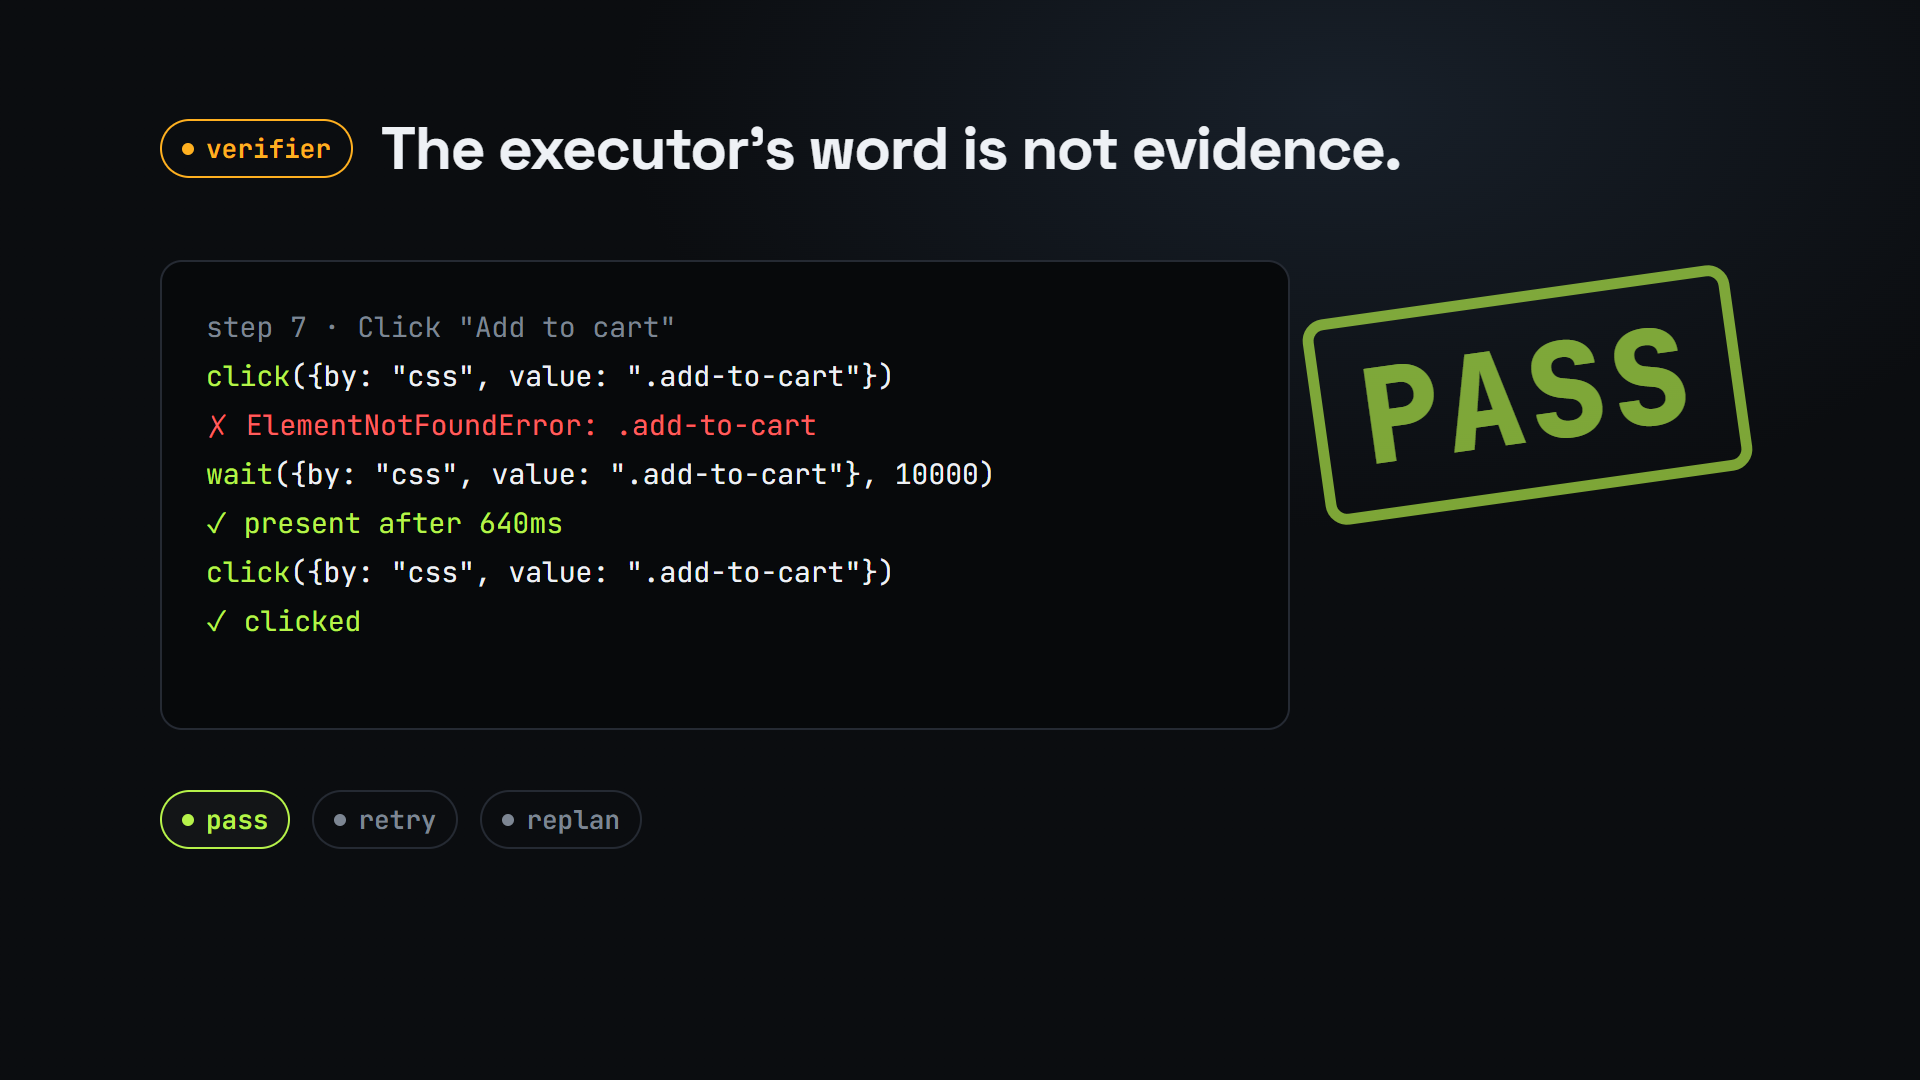 verifier
The executor’s word is not evidence.
step 7 · Click "Add to cart"
click({by: "css", value: ".add-to-cart"})
✗ ElementNotFoundError: .add-to-cart
wait({by: "css", value: ".add-to-cart"}, 10000)
✓ present after 640ms
click({by: "css", value: ".add-to-cart"})
✓ clicked
PASS
pass
retry
replan